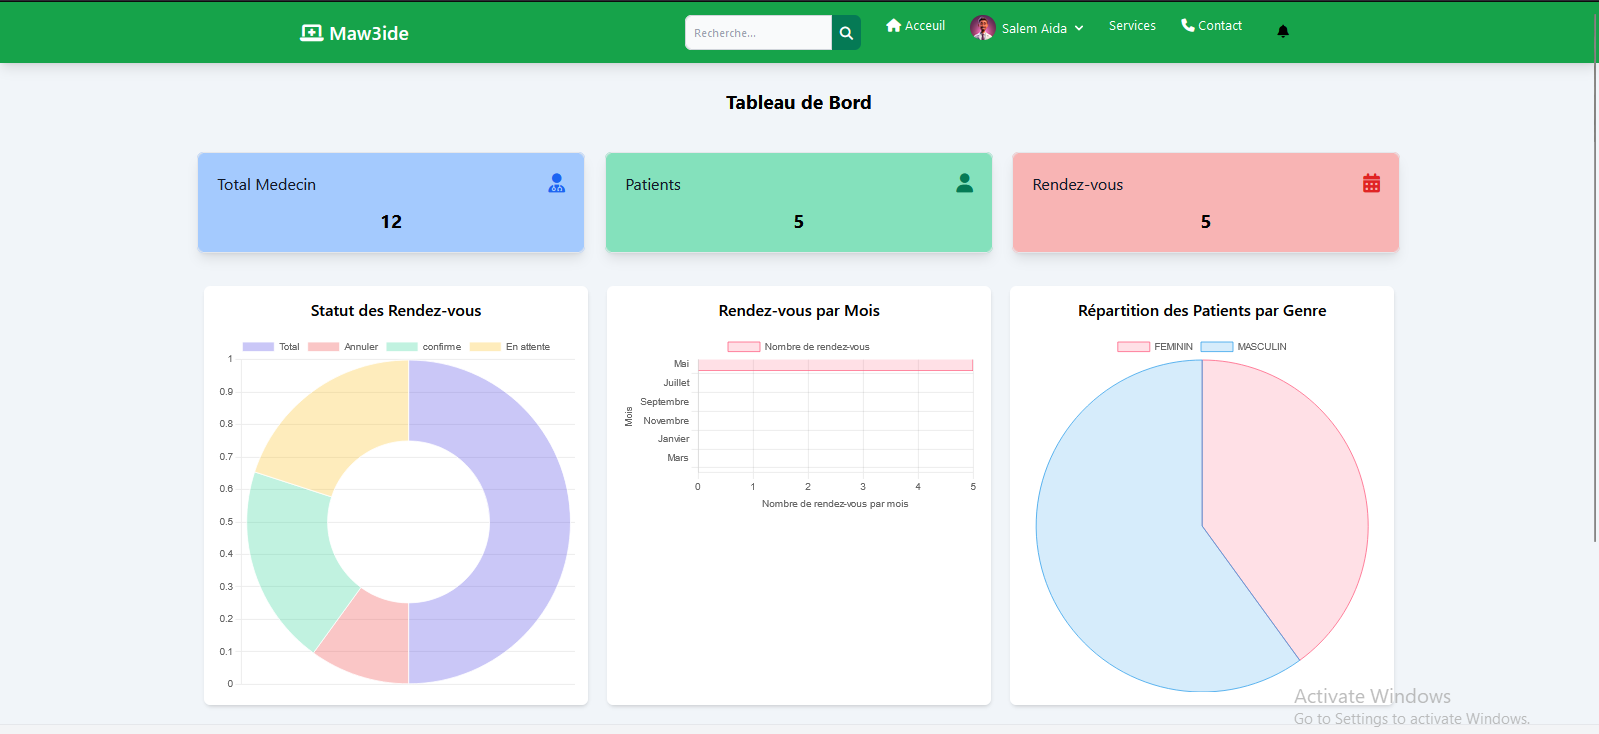 Maw3ide
Recherche...
Acceuil
Salem Aida
Services
Contact
Tableau de Bord
Total Medecin
12
Patients
5
Rendez-vous
5
Statut des Rendez-vous
Total Annuler confirme En attente
1
0.9
0.8
0.7
0.6
0.5
0.4
0.3
0.2
0.1
0
Rendez-vous par Mois
Nombre de rendez-vous
Mois
Mai
Juillet
Septembre
Novembre
Janvier
Mars
0 1 2 3 4 5
Nombre de rendez-vous par mois
Répartition des Patients par Genre
FEMININ MASCULIN
Activate Windows
Go to Settings to activate Windows.